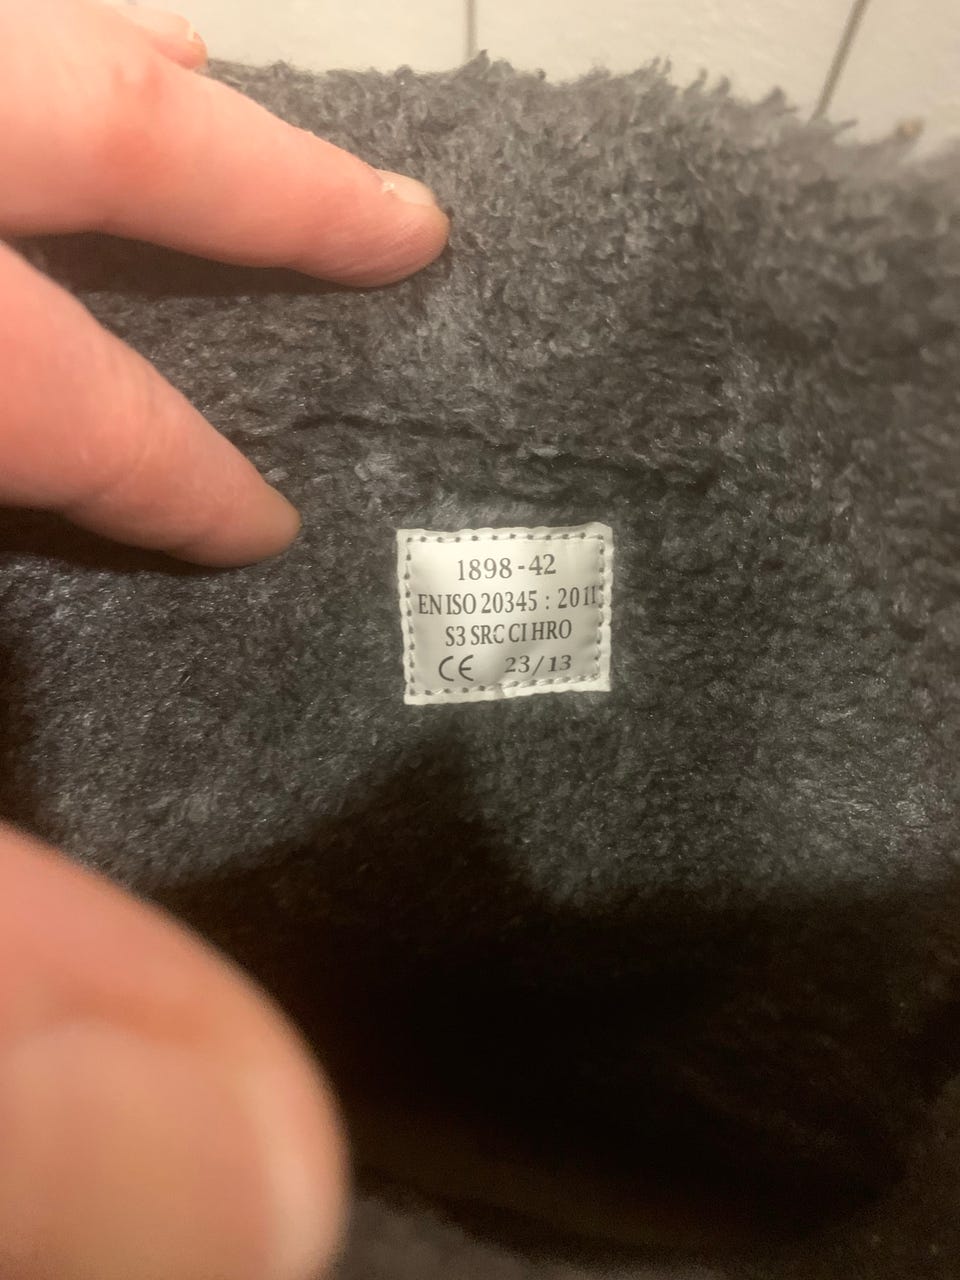 1898-42
EN ISO 20345 : 2011
S3 SRC CI HRO
CE 23/13